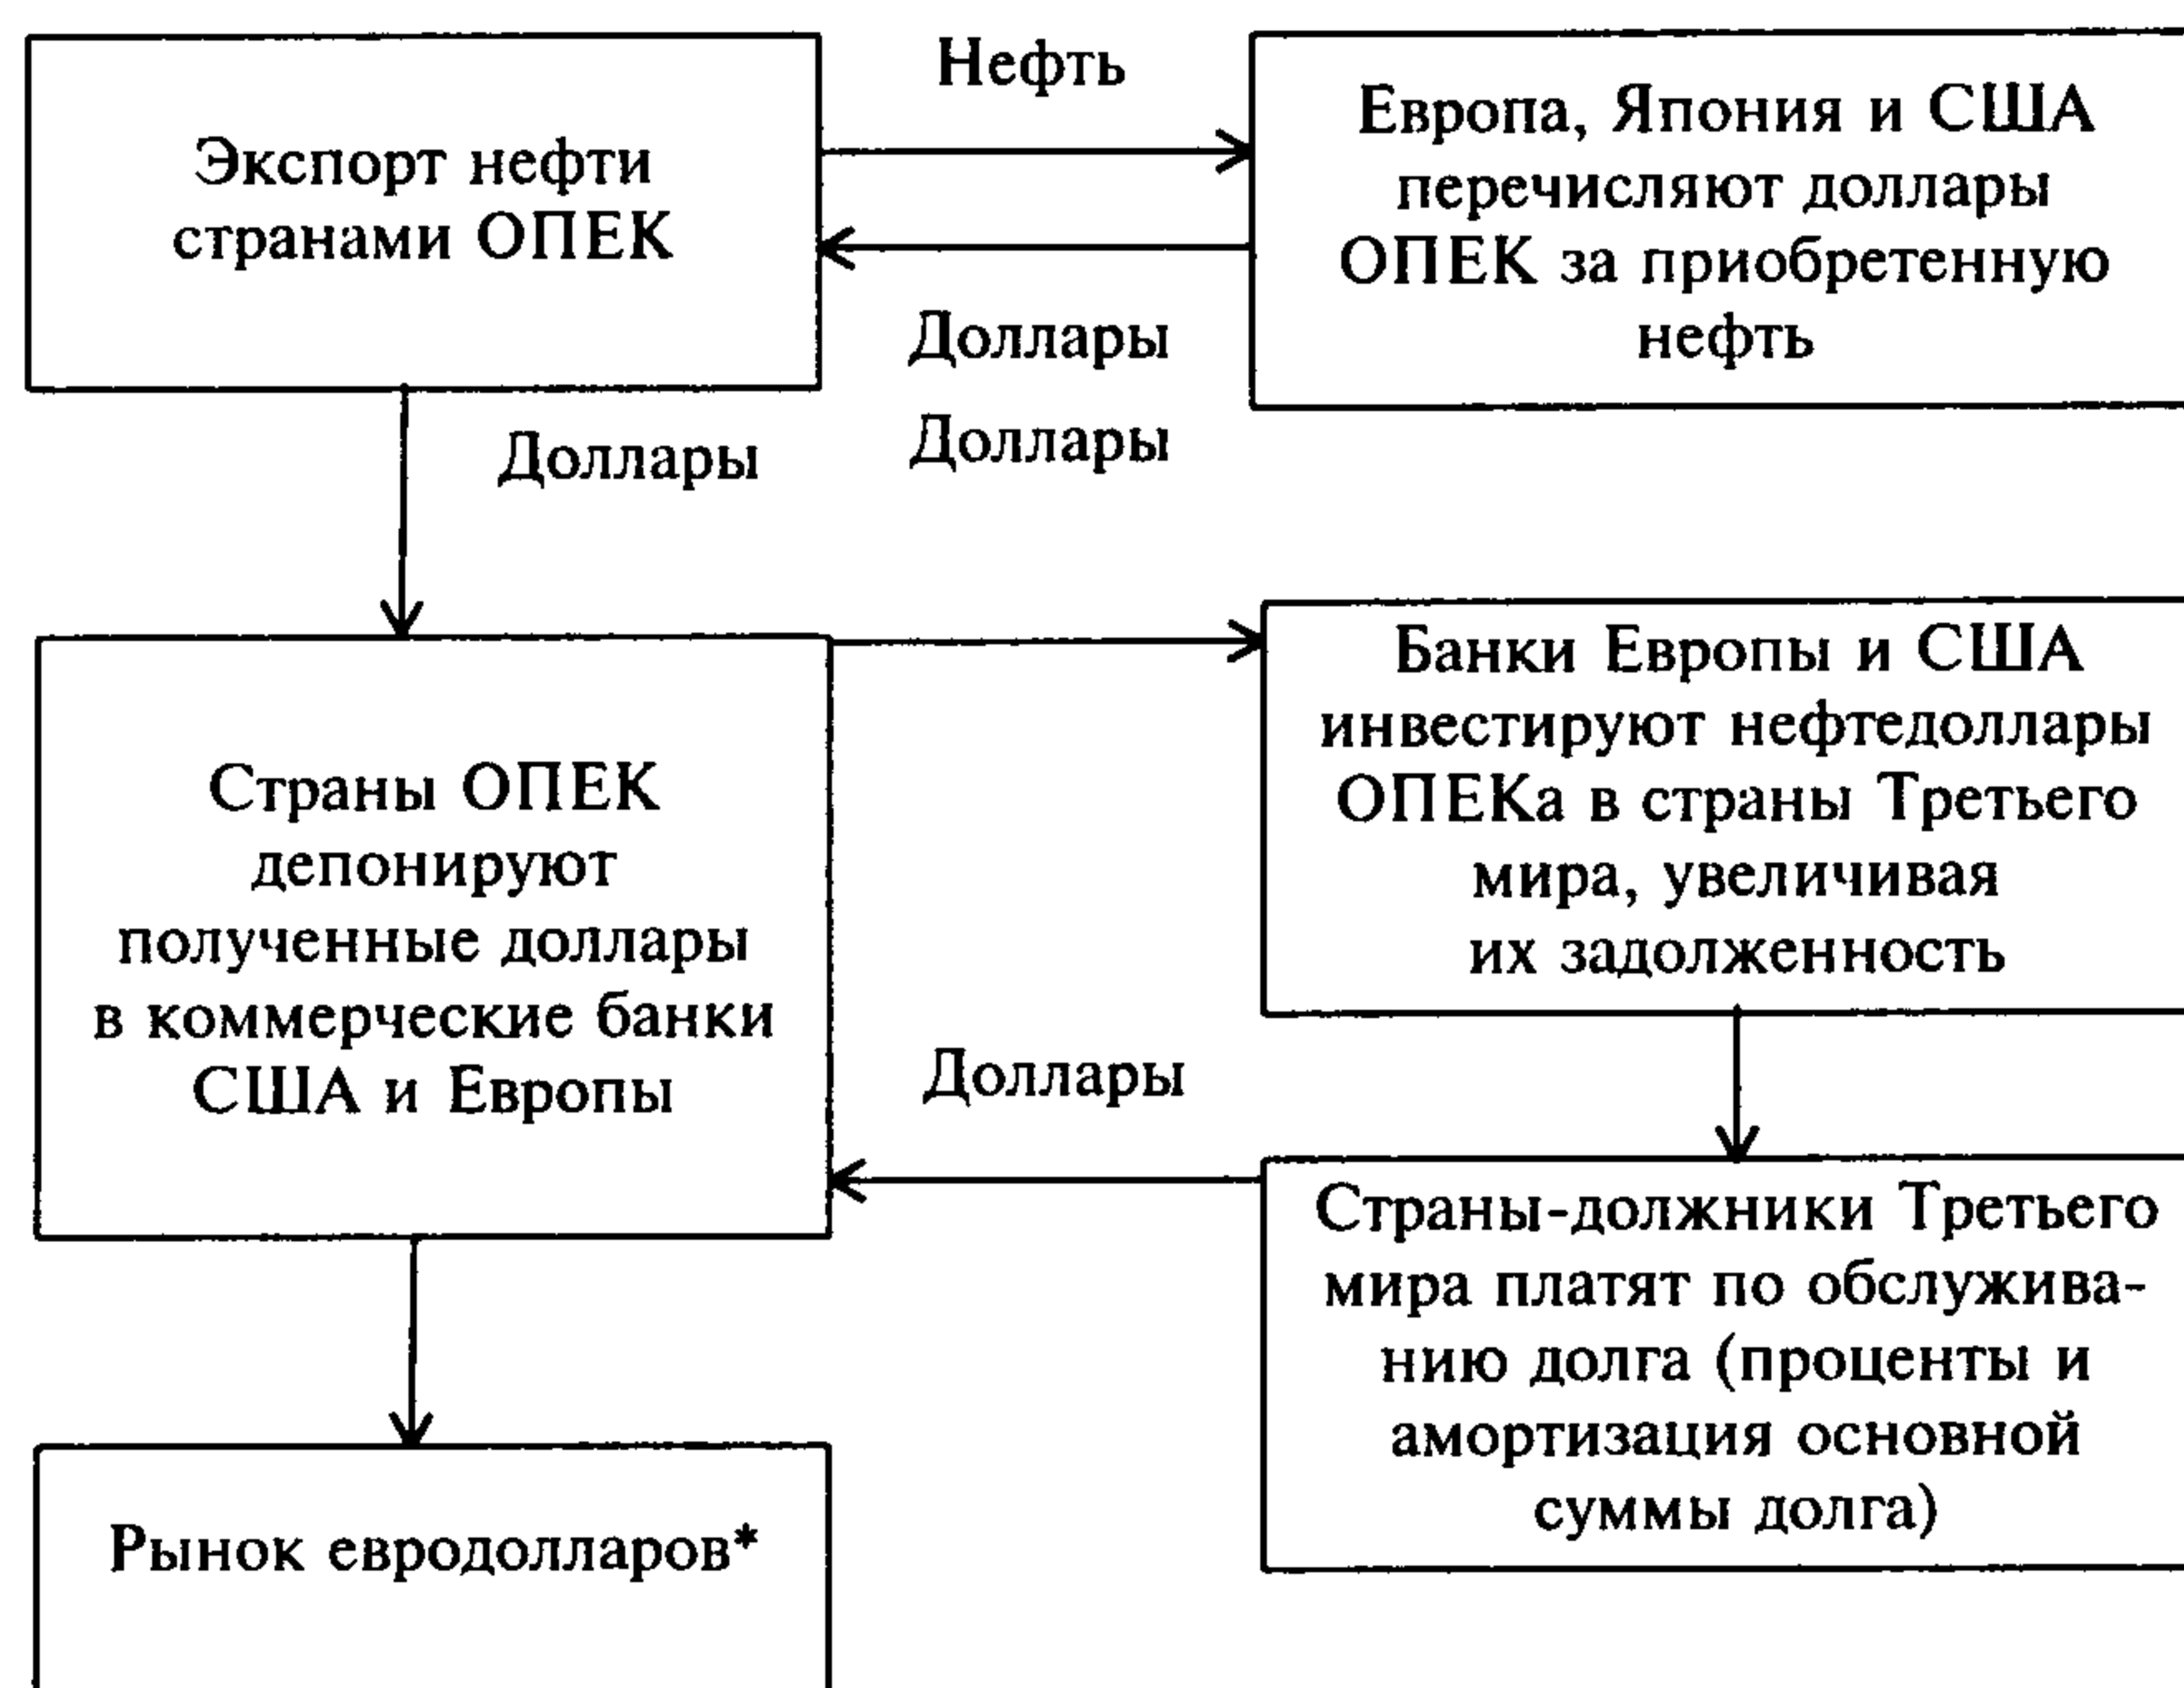 Экспорт нефти
странами ОПЕК
Нефть
Доллары
Европа, Япония и США
перечисляют доллары
ОПЕК за приобретенную
нефть
Доллары
Доллары
Страны ОПЕК
депонируют
полученные доллары
в коммерческие банки
США и Европы
Банки Европы и США
инвестируют нефтедоллары
ОПЕКа в страны Третьего
мира, увеличивая
их задолженность
Доллары
Страны-должники Третьего
мира платят по обслужива-
нию долга (проценты и
амортизация основной
суммы долга)
Рынок евродолларов*